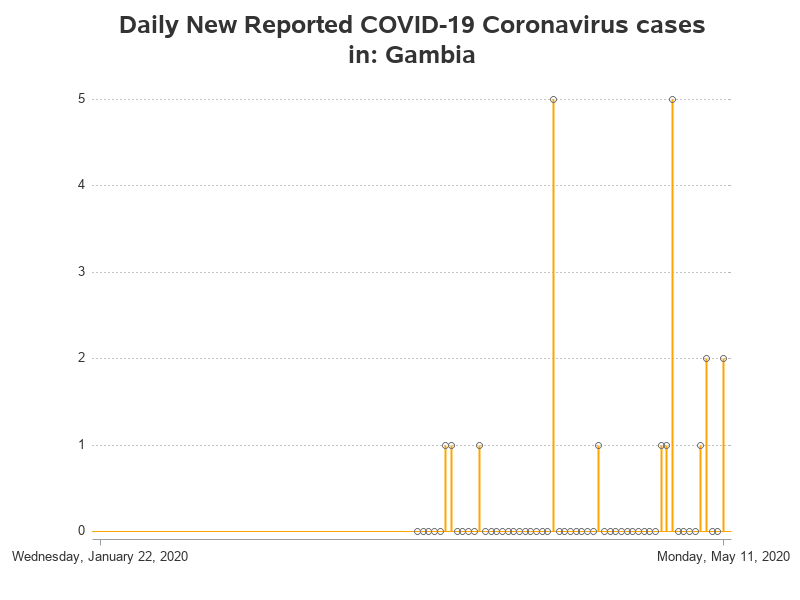 Daily New Reported COVID-19 Coronavirus cases
in: Gambia
5
4
3
2
1
0
Wednesday, January 22, 2020
Monday, May 11, 2020